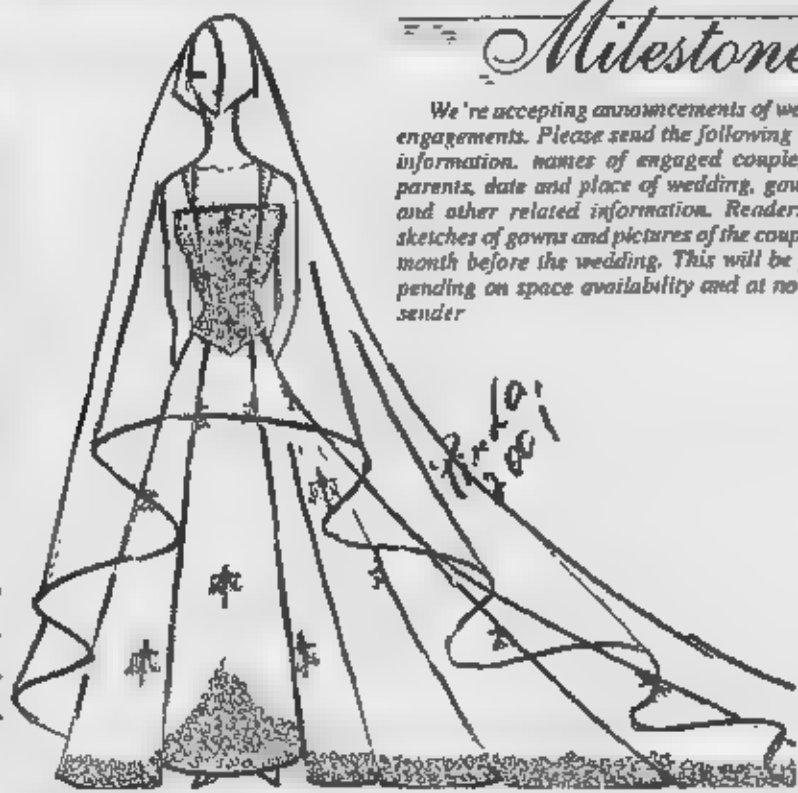 Milestone
We're accepting announcements of we
engagements. Please send the following
information. names of engaged couple
parents, date and place of wedding, gow
and other related information. Reader
sketches of gowns and pictures of the coup
month before the wedding. This will be
pending on space availability and at no
sender
2001